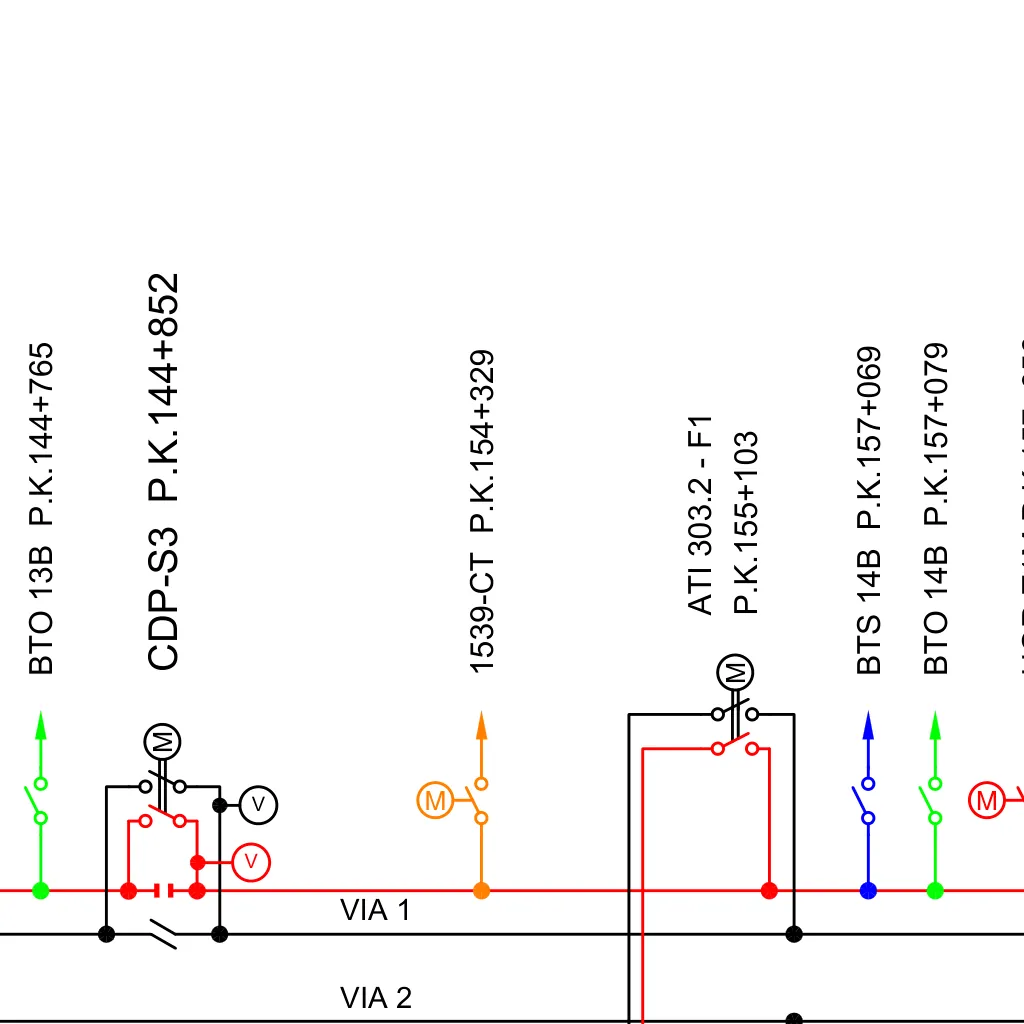 BTO 13B P.K.144+765
CDP-S3 P.K.144+852
1539-CT P.K.154+329
ATI 303.2 - F1
P.K.155+103
BTS 14B P.K.157+069
BTO 14B P.K.157+079
M
M
V
V
M
M
VIA 1
VIA 2